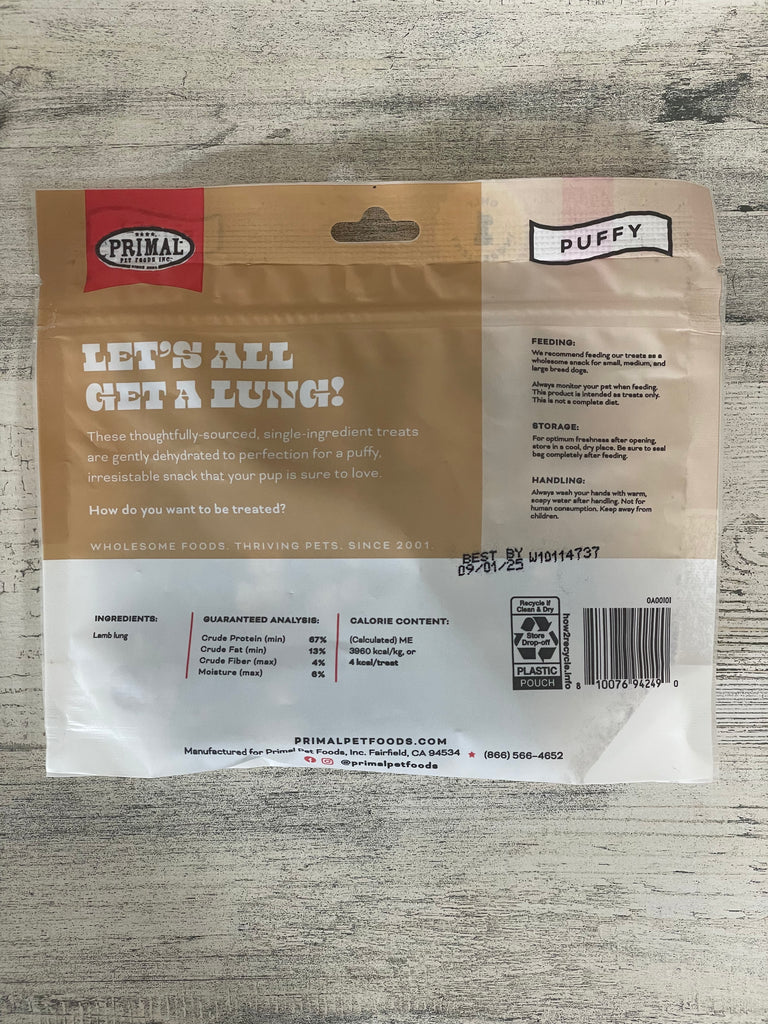 PRIMAL
PET FOODS INC.
PUFFY
LET'S ALL
GET A LUNG!
These thoughtfully-sourced, single-ingredient treats
are gently dehydrated to perfection for a puffy,
irresistable snack that your pup is sure to love.
How do you want to be treated?
WHOLESOME FOODS. THRIVING PETS. SINCE 2001.
FEEDING:
We recommend feeding our treats as a
wholesome snack for small, medium, and
large breed dogs.
Always monitor your pet when feeding.
This product is intended as treats only.
This is not a complete diet.
STORAGE:
For optimum freshness after opening,
store in a cool, dry place. Be sure to seal
bag completely after feeding.
HANDLING:
Always wash your hands with warm,
soapy water after handling. Not for
human consumption. Keep away from
children.
BEST BY W10114737
09/01/25
INGREDIENTS:
Lamb lung
GUARANTEED ANALYSIS:
Crude Protein (min) 67%
Crude Fat (min) 13%
Crude Fiber (max) 4%
Moisture (max) 6%
CALORIE CONTENT:
(Calculated) ME
3960 kcal/kg, or
4 kcal/treat
Recycle if
Clean & Dry
Store
Drop-off
PLASTIC
POUCH
how2recycle.info
0A00101
8 10076 94249 0
PRIMALPETFOODS.COM
Manufactured for Primal Pet Foods, Inc. Fairfield, CA 94534 ★ (866) 566-4652
@primalpetfoods